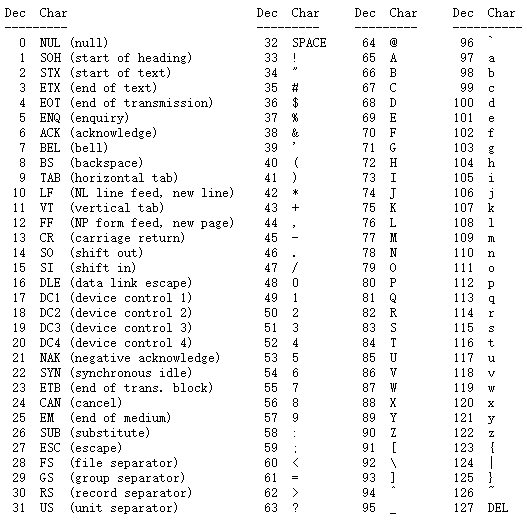 Dec  Char                           Dec  Char     Dec  Char     Dec  Char
---------                           ---------     ---------     ----------
  0  NUL (null)                      32  SPACE     64  @         96  `
  1  SOH (start of heading)          33  !         65  A         97  a
  2  STX (start of text)             34  "         66  B         98  b
  3  ETX (end of text)               35  #         67  C         99  c
  4  EOT (end of transmission)       36  $         68  D        100  d
  5  ENQ (enquiry)                   37  %         69  E        101  e
  6  ACK (acknowledge)               38  &         70  F        102  f
  7  BEL (bell)                      39  '         71  G        103  g
  8  BS  (backspace)                 40  (         72  H        104  h
  9  TAB (horizontal tab)            41  )         73  I        105  i
 10  LF  (NL line feed, new line)    42  *         74  J        106  j
 11  VT  (vertical tab)              43  +         75  K        107  k
 12  FF  (NP form feed, new page)    44  ,         76  L        108  l
 13  CR  (carriage return)           45  -         77  M        109  m
 14  SO  (shift out)                 46  .         78  N        110  n
 15  SI  (shift in)                  47  /         79  O        111  o
 16  DLE (data link escape)          48  0         80  P        112  p
 17  DC1 (device control 1)          49  1         81  Q        113  q
 18  DC2 (device control 2)          50  2         82  R        114  r
 19  DC3 (device control 3)          51  3         83  S        115  s
 20  DC4 (device control 4)          52  4         84  T        116  t
 21  NAK (negative acknowledge)      53  5         85  U        117  u
 22  SYN (synchronous idle)          54  6         86  V        118  v
 23  ETB (end of trans. block)       55  7         87  W        119  w
 24  CAN (cancel)                    56  8         88  X        120  x
 25  EM  (end of medium)             57  9         89  Y        121  y
 26  SUB (substitute)                58  :         90  Z        122  z
 27  ESC (escape)                    59  ;         91  [        123  {
 28  FS  (file separator)            60  <         92  \        124  |
 29  GS  (group separator)           61  =         93  ]        125  }
 30  RS  (record separator)          62  >         94  ^        126  ~
 31  US  (unit separator)            63  ?         95  _        127  DEL